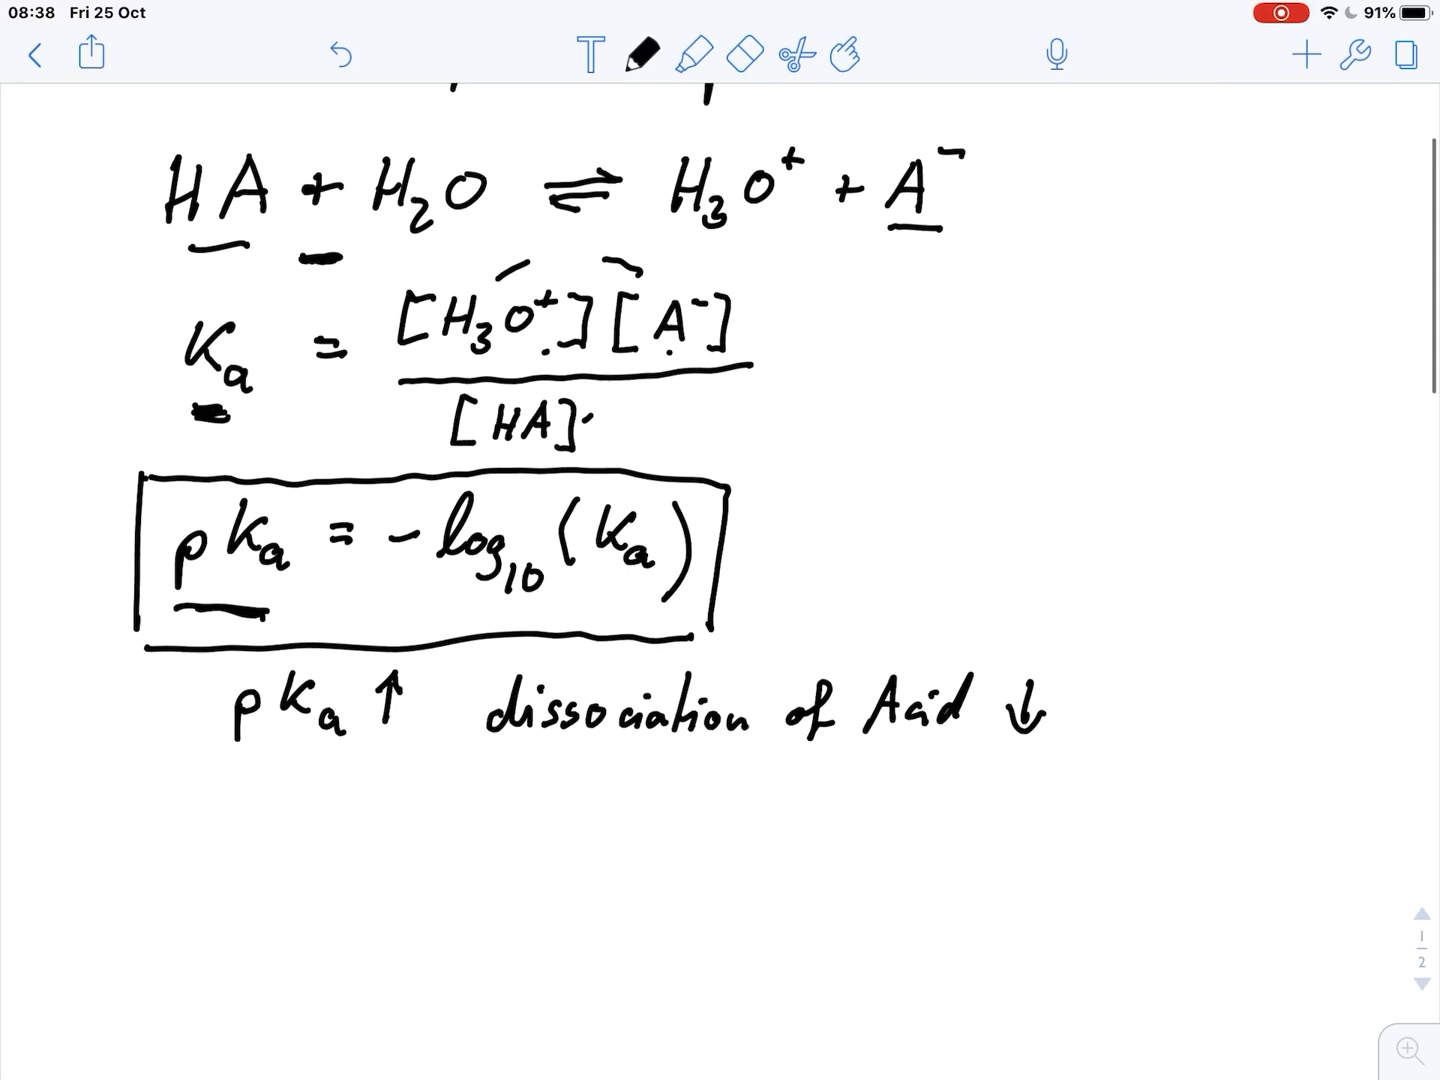 08:38 Fri 25 Oct 91%
T
HA + H₂O ⇌ H₃O⁺ + A⁻
Ka = [H₃O⁺][A⁻]
[HA]
pKa = -log₁₀(Ka)
pKa ↑ dissociation of Acid ↓
1
2